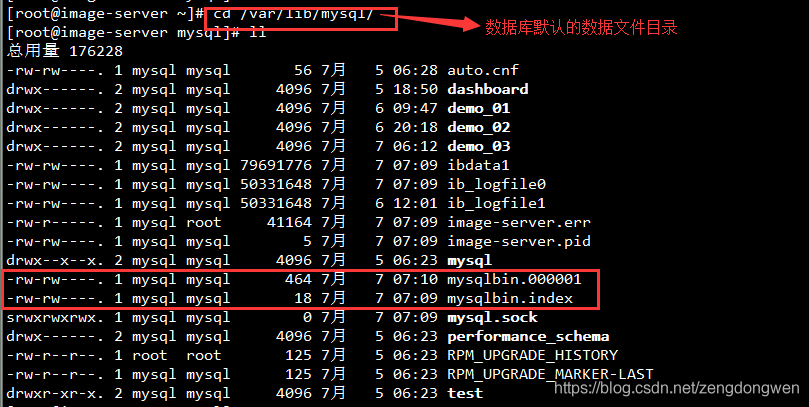 [root@image-server ~]# cd /var/lib/mysql/
数据库默认的数据文件目录
[root@image-server mysql]# ll
总用量 176228
-rw-rw----. 1 mysql mysql 56 7月 5 06:28 auto.cnf
drwx------. 2 mysql mysql 4096 7月 5 18:50 dashboard
drwx------. 2 mysql mysql 4096 7月 6 09:47 demo_01
drwx------. 2 mysql mysql 4096 7月 6 20:18 demo_02
drwx------. 2 mysql mysql 4096 7月 7 06:12 demo_03
-rw-rw----. 1 mysql mysql 79691776 7月 7 07:09 ibdata1
-rw-rw----. 1 mysql mysql 50331648 7月 7 07:09 ib_logfile0
-rw-rw----. 1 mysql mysql 50331648 7月 6 12:01 ib_logfile1
-rw-r-----. 1 mysql root 41164 7月 7 07:09 image-server.err
-rw-rw----. 1 mysql mysql 5 7月 7 07:09 image-server.pid
drwx--x--x. 2 mysql mysql 4096 7月 5 06:23 mysql
-rw-rw----. 1 mysql mysql 464 7月 7 07:10 mysqlbin.000001
-rw-rw----. 1 mysql mysql 18 7月 7 07:09 mysqlbin.index
srwxrwxrwx. 1 mysql mysql 0 7月 7 07:09 mysql.sock
drwx------. 2 mysql mysql 4096 7月 5 06:23 performance_schema
-rw-r--r--. 1 root root 125 7月 5 06:23 RPM_UPGRADE_HISTORY
-rw-r--r--. 1 mysql mysql 125 7月 5 06:23 RPM_UPGRADE_MARKER-LAST
drwxr-xr-x. 2 mysql mysql 4096 7月 5 06:23 test
https://blog.csdn.net/zengdongwen